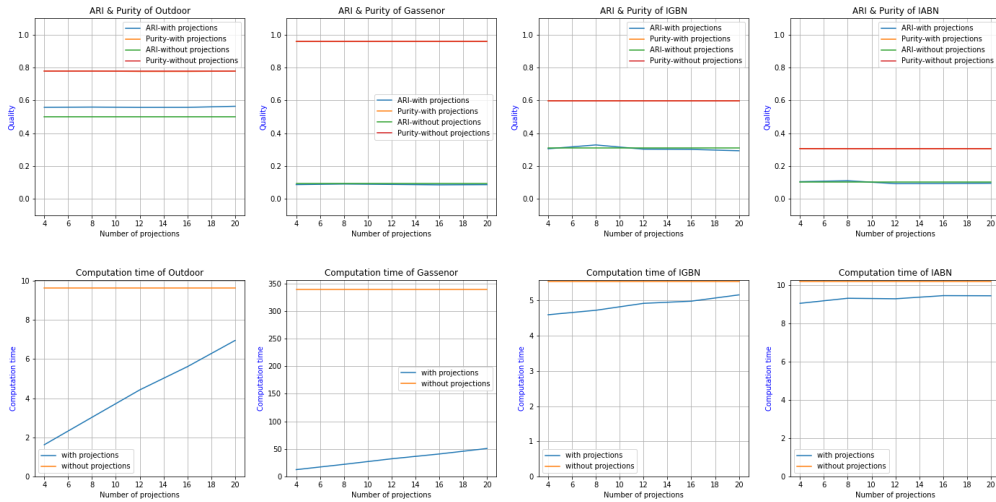 ARI & Purity of Outdoor
Quality
1.0
0.8
0.6
0.4
0.2
0.0
ARI-with projections
Purity-with projections
ARI-without projections
Purity-without projections
4 6 8 10 12 14 16 18 20
Number of projections
ARI & Purity of Gassenor
Quality
1.0
0.8
0.6
0.4
0.2
0.0
ARI-with projections
Purity-with projections
ARI-without projections
Purity-without projections
4 6 8 10 12 14 16 18 20
Number of projections
ARI & Purity of IGBN
Quality
1.0
0.8
0.6
0.4
0.2
0.0
ARI-with projections
Purity-with projections
ARI-without projections
Purity-without projections
4 6 8 10 12 14 16 18 20
Number of projections
ARI & Purity of IABN
Quality
1.0
0.8
0.6
0.4
0.2
0.0
ARI-with projections
Purity-with projections
ARI-without projections
Purity-without projections
4 6 8 10 12 14 16 18 20
Number of projections
Computation time of Outdoor
Computation time
10
8
6
4
2
0
with projections
without projections
4 6 8 10 12 14 16 18 20
Number of projections
Computation time of Gassenor
Computation time
350
300
250
200
150
100
50
0
with projections
without projections
4 6 8 10 12 14 16 18 20
Number of projections
Computation time of IGBN
Computation time
5
4
3
2
1
0
with projections
without projections
4 6 8 10 12 14 16 18 20
Number of projections
Computation time of IABN
Computation time
10
8
6
4
2
0
with projections
without projections
4 6 8 10 12 14 16 18 20
Number of projections